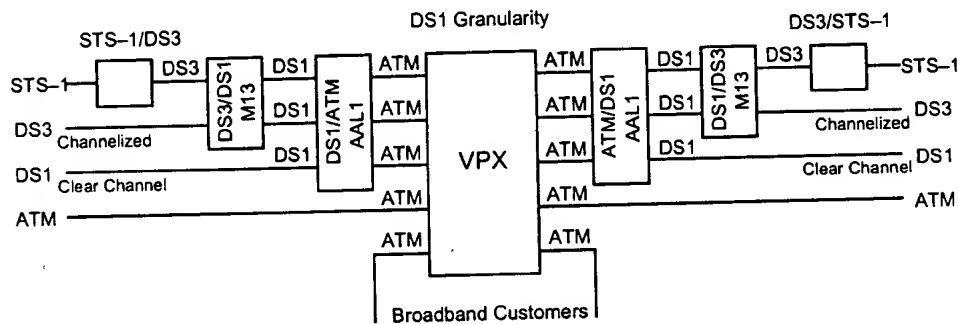 DS1 Granularity
STS–1/DS3
DS3/STS–1
STS–1
DS3
DS3/DS1
M13
DS1
DS1/ATM
AAL1
ATM
VPX
ATM
ATM/DS1
AAL1
DS1
DS1/DS3
M13
DS3
STS–1
DS3
Channelized
DS1
ATM
ATM
DS1
DS3
Channelized
DS1
Clear Channel
DS1
ATM
ATM
DS1
DS1
Clear Channel
ATM
ATM
ATM
ATM
ATM
ATM
Broadband Customers